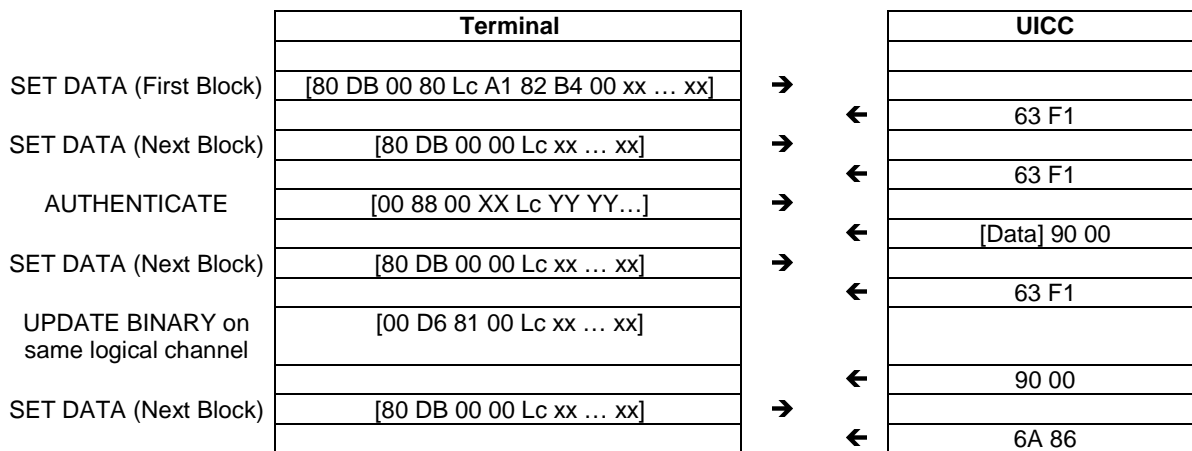 Terminal UICC
SET DATA (First Block) [80 DB 00 80 Lc A1 82 B4 00 xx … xx] →
← 63 F1
SET DATA (Next Block) [80 DB 00 00 Lc xx … xx] →
← 63 F1
AUTHENTICATE [00 88 00 XX Lc YY YY…] →
← [Data] 90 00
SET DATA (Next Block) [80 DB 00 00 Lc xx … xx] →
← 63 F1
UPDATE BINARY on [00 D6 81 00 Lc xx … xx]
same logical channel
← 90 00
SET DATA (Next Block) [80 DB 00 00 Lc xx … xx] →
← 6A 86